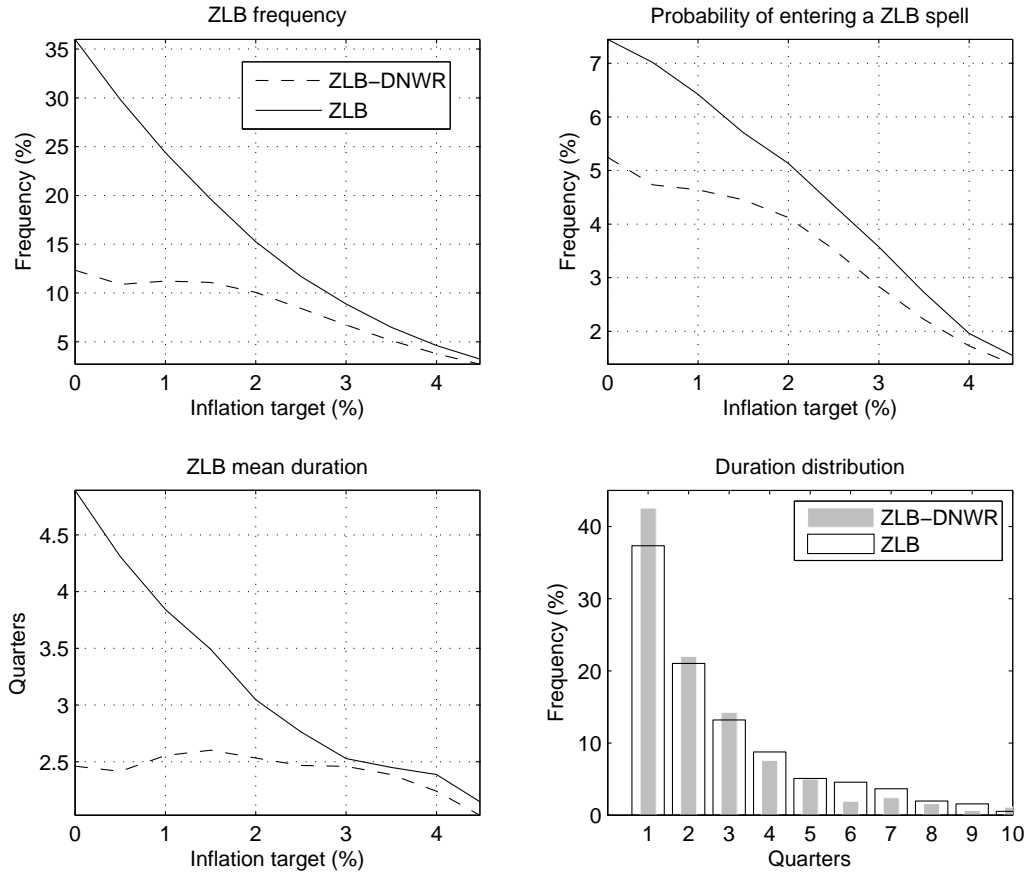 ZLB frequency
Frequency (%)
35
30
25
20
15
10
5
ZLB−DNWR
ZLB
0 1 2 3 4
Inflation target (%)
Probability of entering a ZLB spell
Frequency (%)
7
6
5
4
3
2
0 1 2 3 4
Inflation target (%)
ZLB mean duration
Quarters
4.5
4
3.5
3
2.5
0 1 2 3 4
Inflation target (%)
Duration distribution
Frequency (%)
40
30
20
10
0
ZLB−DNWR
ZLB
1 2 3 4 5 6 7 8 9 10
Quarters